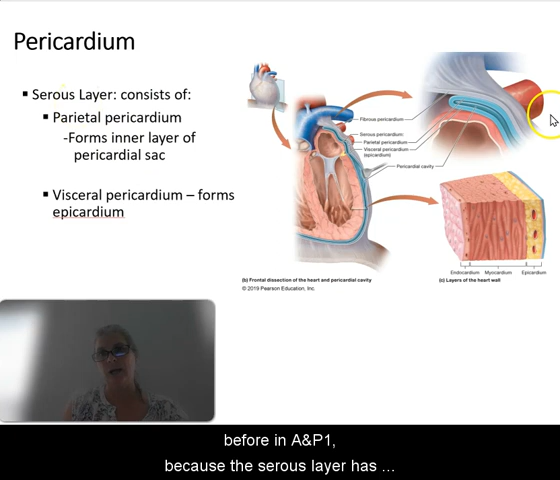 Pericardium
▪ Serous Layer: consists of:
▪ Parietal pericardium
-Forms inner layer of
pericardial sac
▪ Visceral pericardium – forms
epicardium
Fibrous pericardium
Serous pericardium
Parietal pericardium
Visceral pericardium
(epicardium)
Pericardial cavity
Endocardium Myocardium Epicardium
(b) Frontal dissection of the heart and pericardial cavity
(c) Layers of the heart wall
© 2019 Pearson Education, Inc.
before in A&P1,
because the serous layer has ...